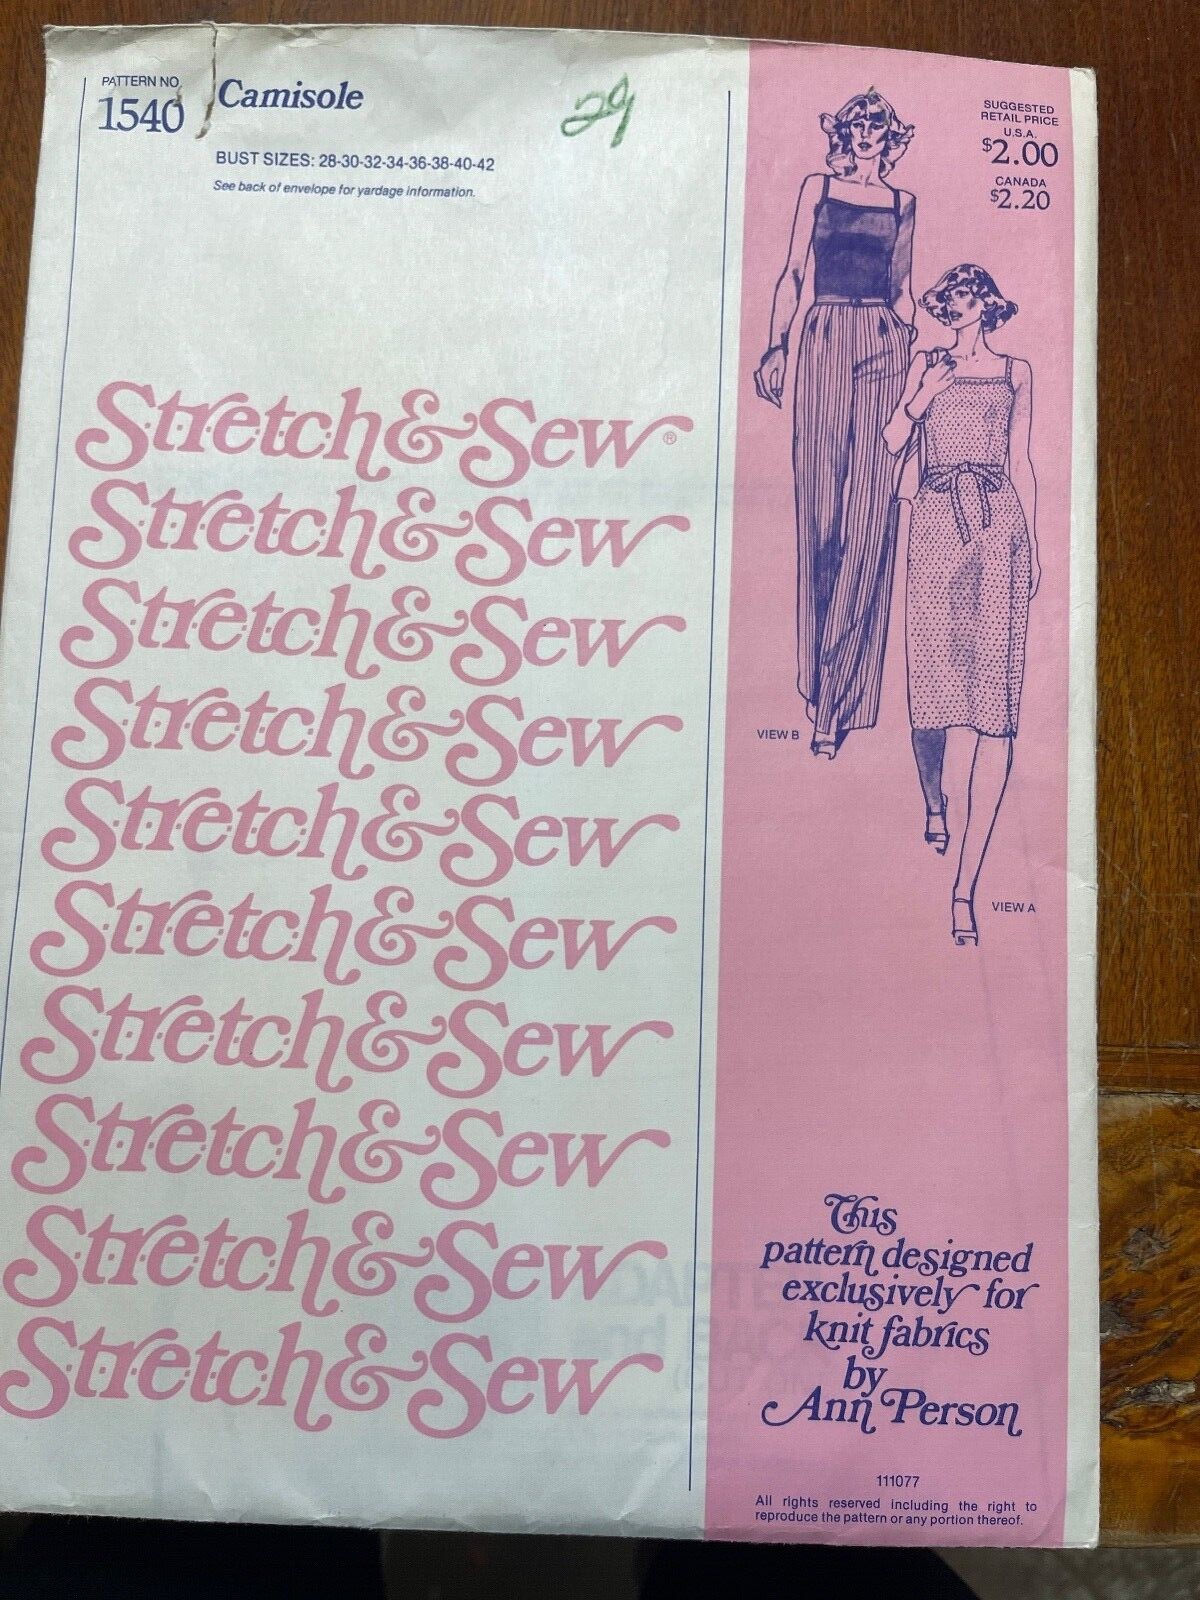 PATTERN NO.
1540
Camisole
29
BUST SIZES: 28-30-32-34-36-38-40-42
See back of envelope for yardage information.
SUGGESTED
RETAIL PRICE
U.S.A.
$2.00
CANADA
$2.20
Stretch & Sew®
Stretch & Sew
Stretch & Sew
Stretch & Sew
Stretch & Sew
Stretch & Sew
Stretch & Sew
Stretch & Sew
Stretch & Sew
Stretch & Sew
VIEW B
VIEW A
This
pattern designed
exclusively for
knit fabrics
by
Ann Person
111077
All rights reserved including the right to
reproduce the pattern or any portion thereof.